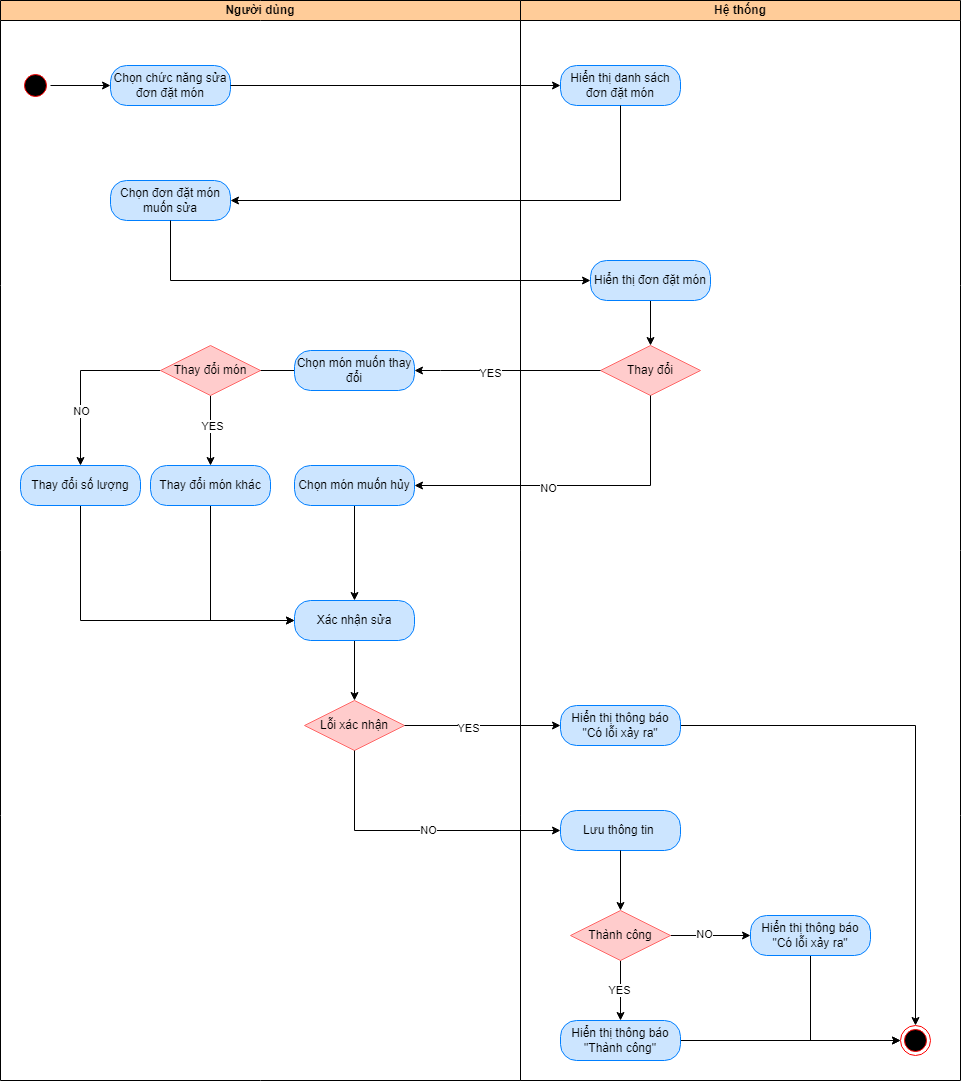 Người dùng
Hệ thống
Chọn chức năng sửa
đơn đặt món
Hiển thị danh sách
đơn đặt món
Chọn đơn đặt món
muốn sửa
Hiển thị đơn đặt món
Thay đổi món
Chọn món muốn thay
đổi
YES
Thay đổi
NO
YES
Thay đổi số lượng
Thay đổi món khác
Chọn món muốn hủy
NO
Xác nhận sửa
Lỗi xác nhận
YES
Hiển thị thông báo
"Có lỗi xảy ra"
NO
Lưu thông tin
Thành công
NO
Hiển thị thông báo
"Có lỗi xảy ra"
YES
Hiển thị thông báo
"Thành công"